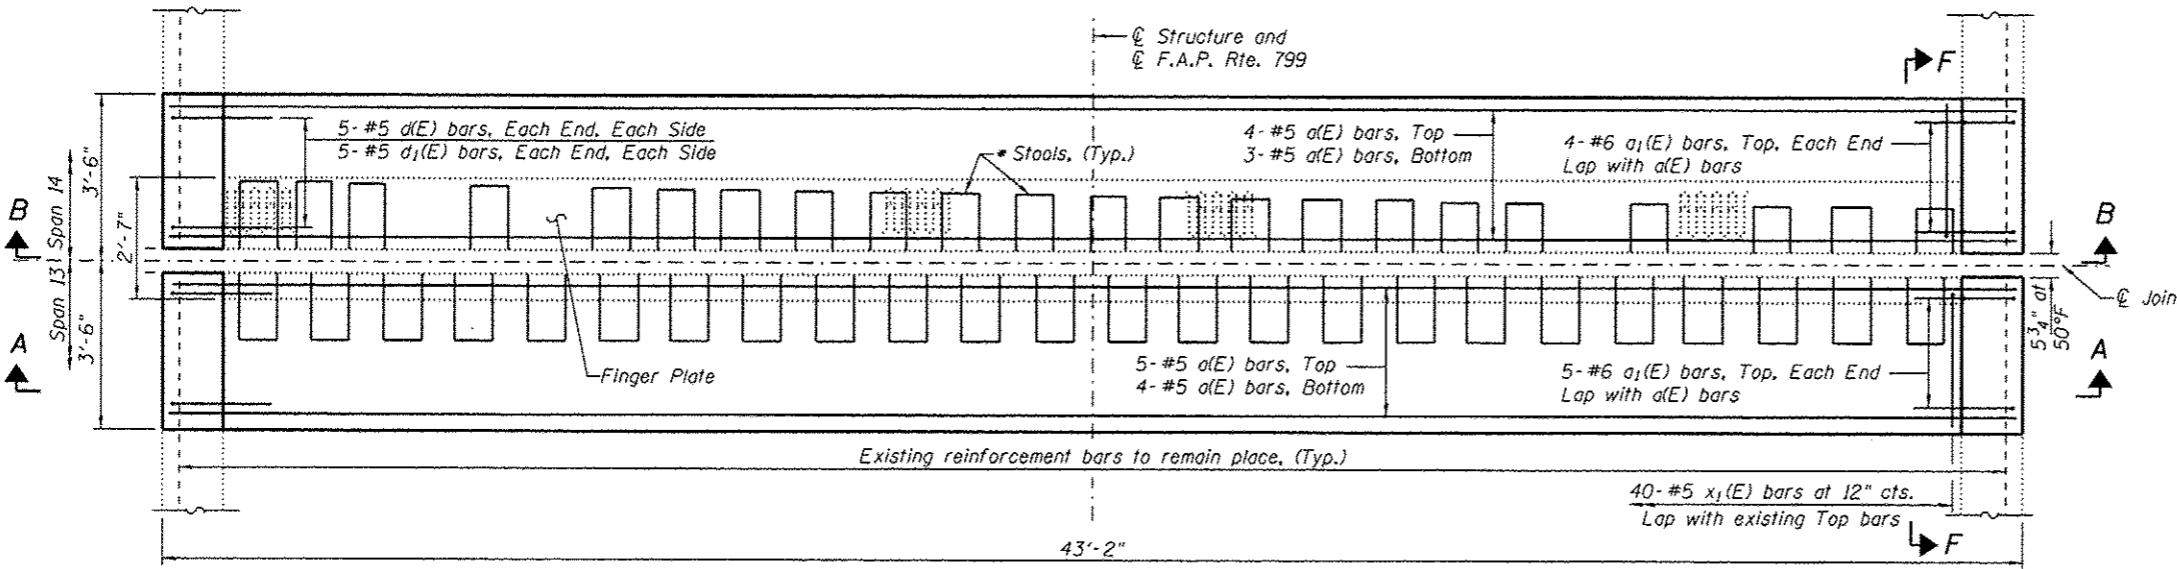 ℄ Structure and
℄ F.A.P. Rte. 799
F
5-#5 d(E) bars, Each End, Each Side
5-#5 d₁(E) bars, Each End, Each Side
* Stools, (Typ.)
4-#5 a(E) bars, Top
3-#5 a(E) bars, Bottom
4-#6 a₁(E) bars, Top, Each End
Lap with a(E) bars
3'-6"
Span 14
2'-7"
B
B
Span 13
3'-6"
A
A
℄ Join
5 3/4" at
50°F
Finger Plate
5-#5 a(E) bars, Top
4-#5 a(E) bars, Bottom
5-#6 a₁(E) bars, Top, Each End
Lap with a(E) bars
Existing reinforcement bars to remain place, (Typ.)
40-#5 x₁(E) bars at 12" cts.
Lap with existing Top bars
F
43'-2"